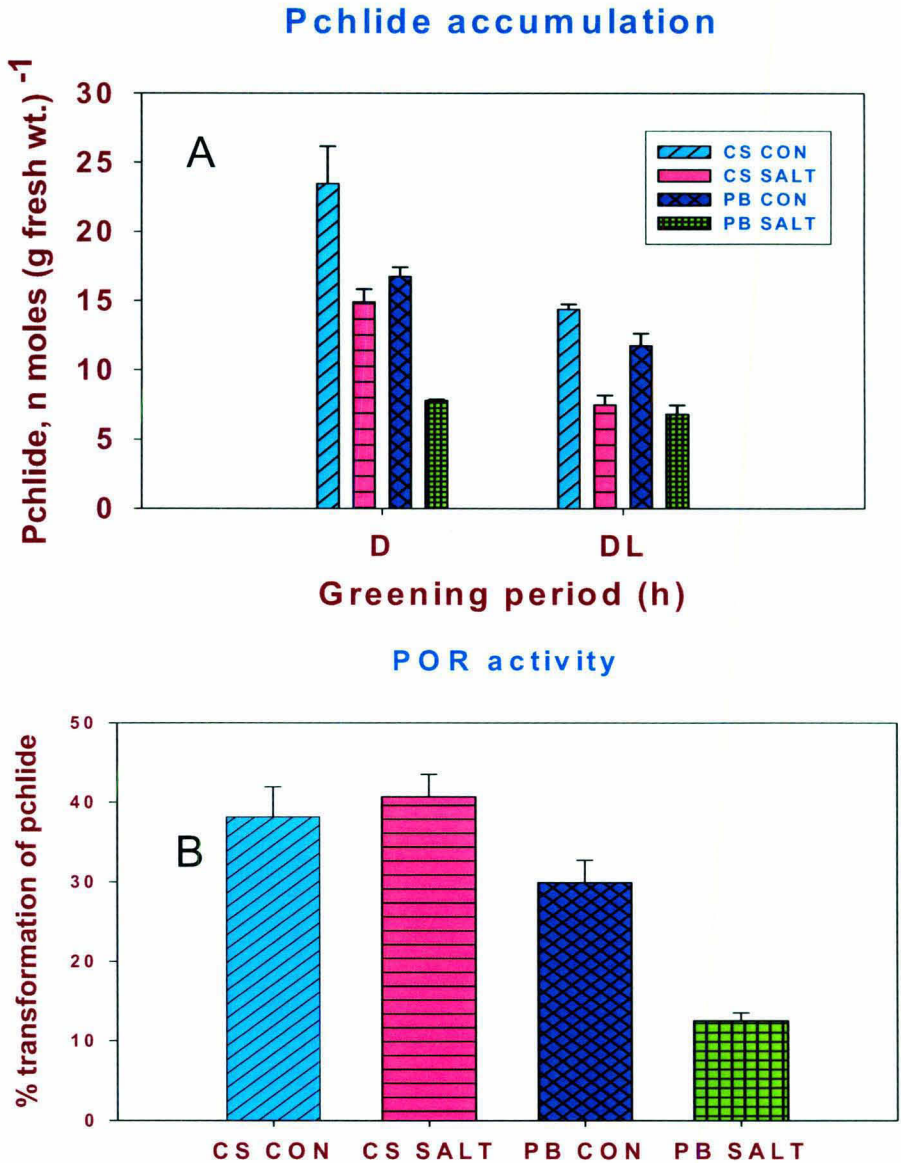 Pchlide accumulation
Pchlide, n moles (g fresh wt.) -1
30
25
20
15
10
5
0
A
CS CON
CS SALT
PB CON
PB SALT
D DL
Greening period (h)
POR activity
% transformation of pchlide
50
40
30
20
10
0
B
CS CON CS SALT PB CON PB SALT